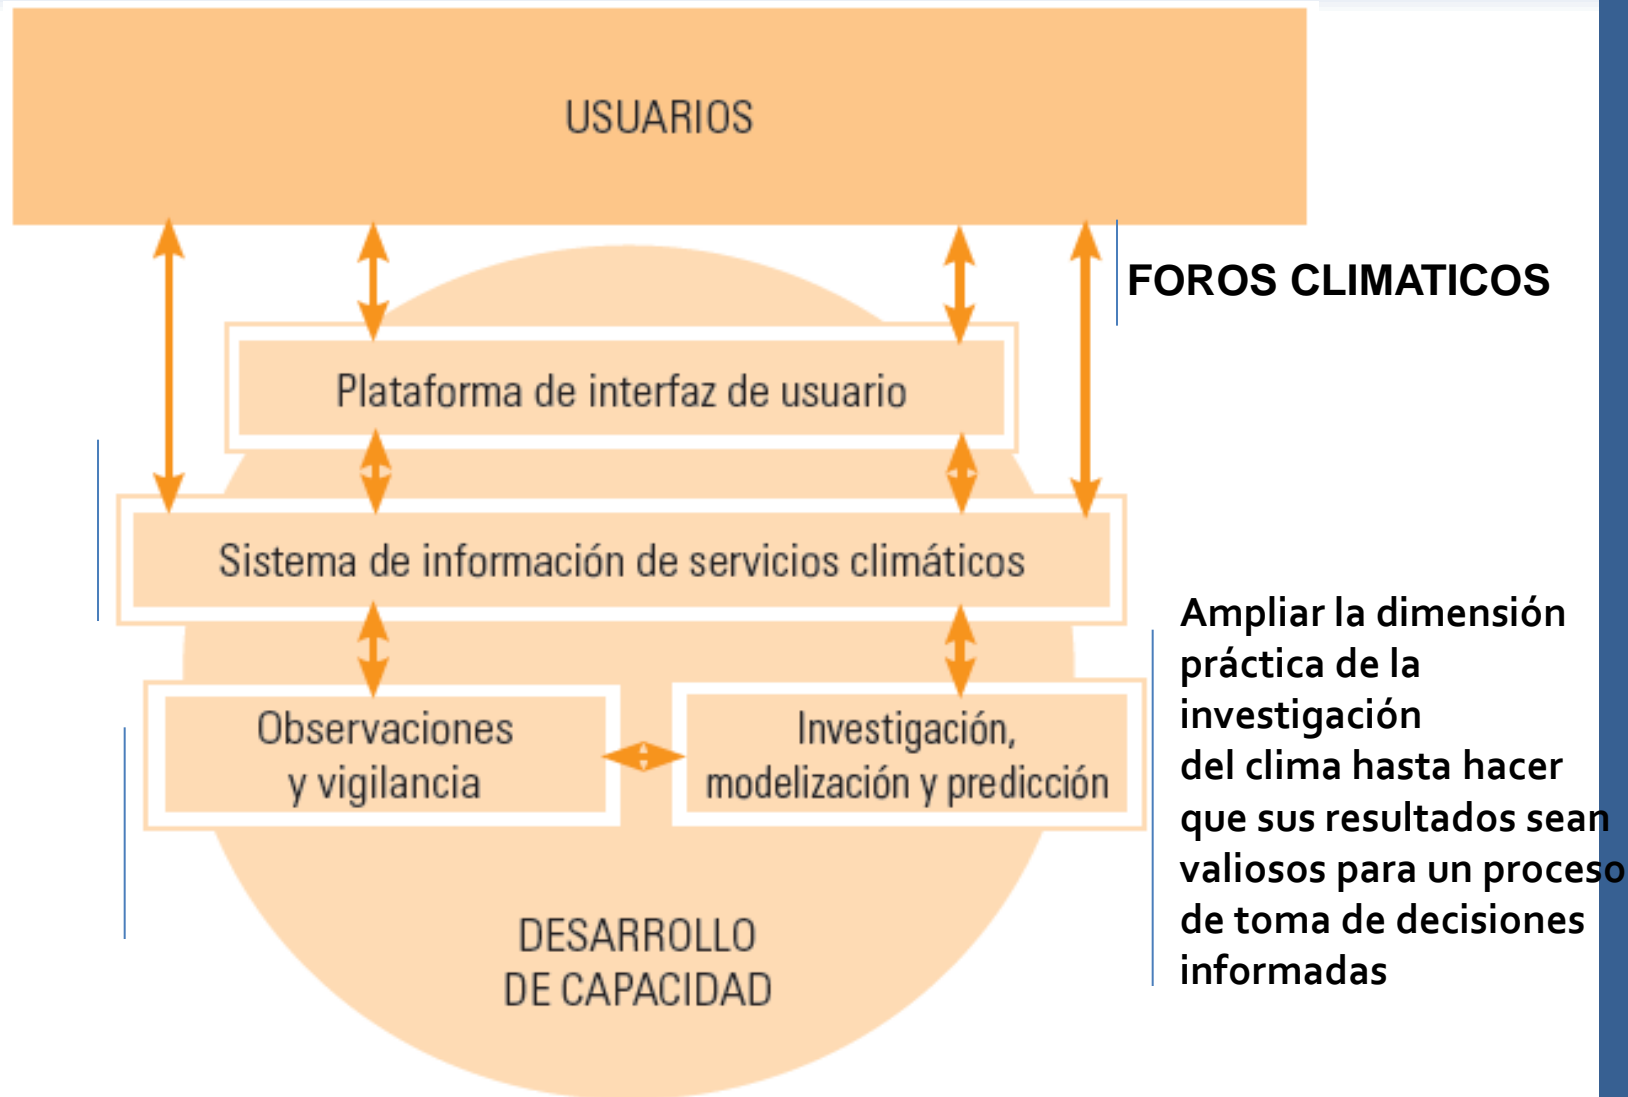 USUARIOS
FOROS CLIMATICOS
Plataforma de interfaz de usuario
Sistema de información de servicios climáticos
Observaciones
y vigilancia
Investigación,
modelización y predicción
Ampliar la dimensión
práctica de la
investigación
del clima hasta hacer
que sus resultados sean
valiosos para un proceso
de toma de decisiones
informadas
DESARROLLO
DE CAPACIDAD